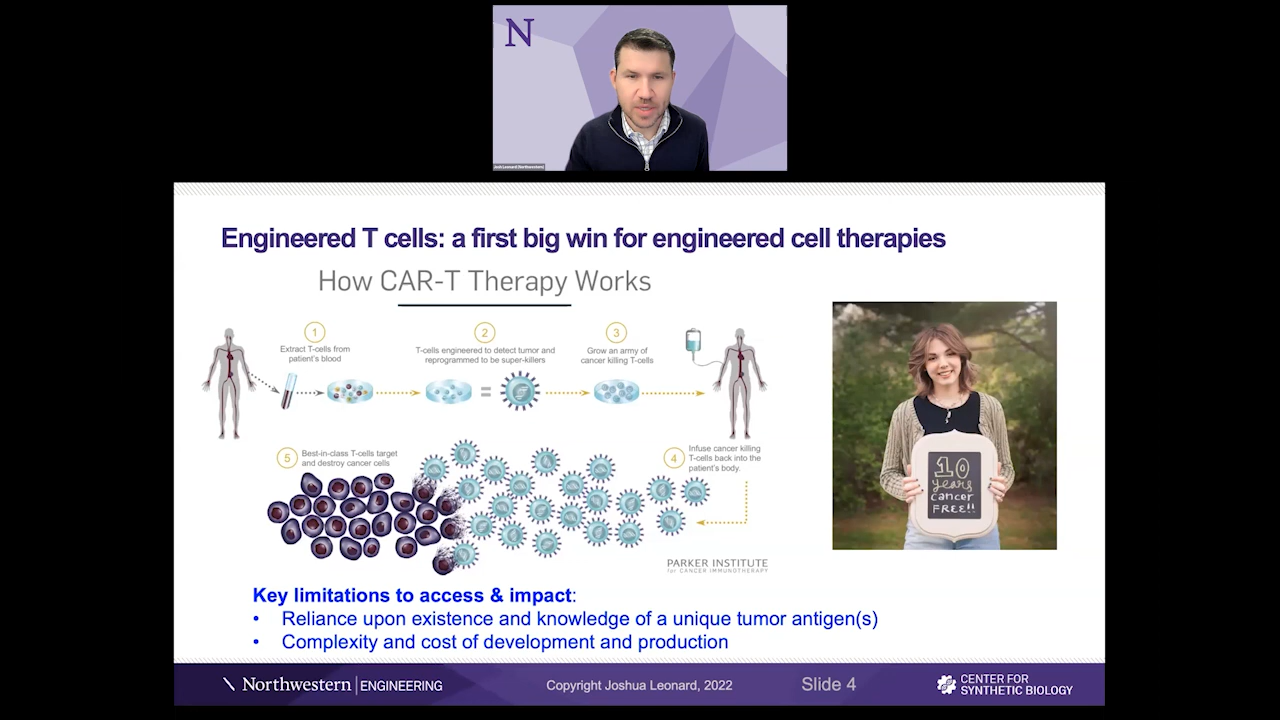 N
Josh Leonard (Northwestern)
Engineered T cells: a first big win for engineered cell therapies
How CAR-T Therapy Works
1
Extract T-cells from
patient's blood
2
T-cells engineered to detect tumor and
reprogrammed to be super-killers
3
Grow an army of
cancer killing T-cells
4
Infuse cancer killing
T-cells back into the
patient's body.
5
Best-in-class T-cells target
and destroy cancer cells
PARKER INSTITUTE
for CANCER IMMUNOTHERAPY
10
years
cancer
FREE!!
Key limitations to access & impact:
• Reliance upon existence and knowledge of a unique tumor antigen(s)
• Complexity and cost of development and production
Northwestern | ENGINEERING
Copyright Joshua Leonard, 2022
Slide 4
CENTER FOR
SYNTHETIC BIOLOGY